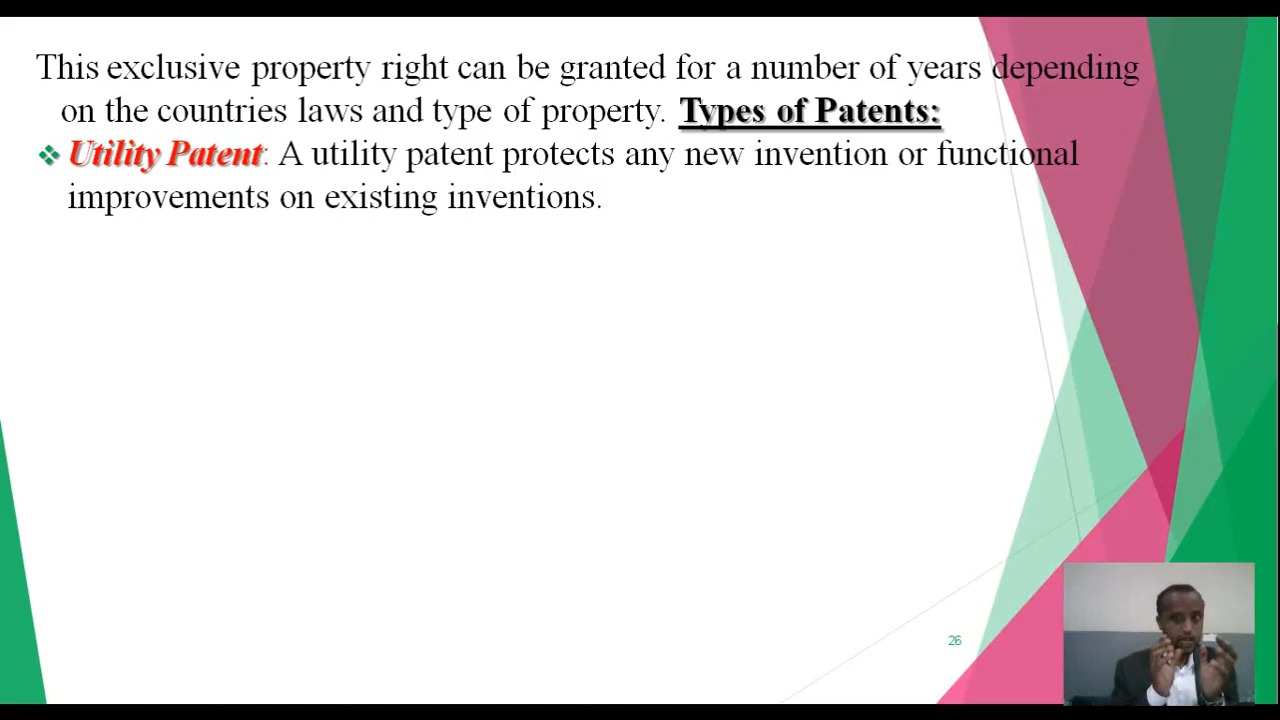 This exclusive property right can be granted for a number of years depending
on the countries laws and type of property. Types of Patents:
❖ Utility Patent: A utility patent protects any new invention or functional
improvements on existing inventions.
26